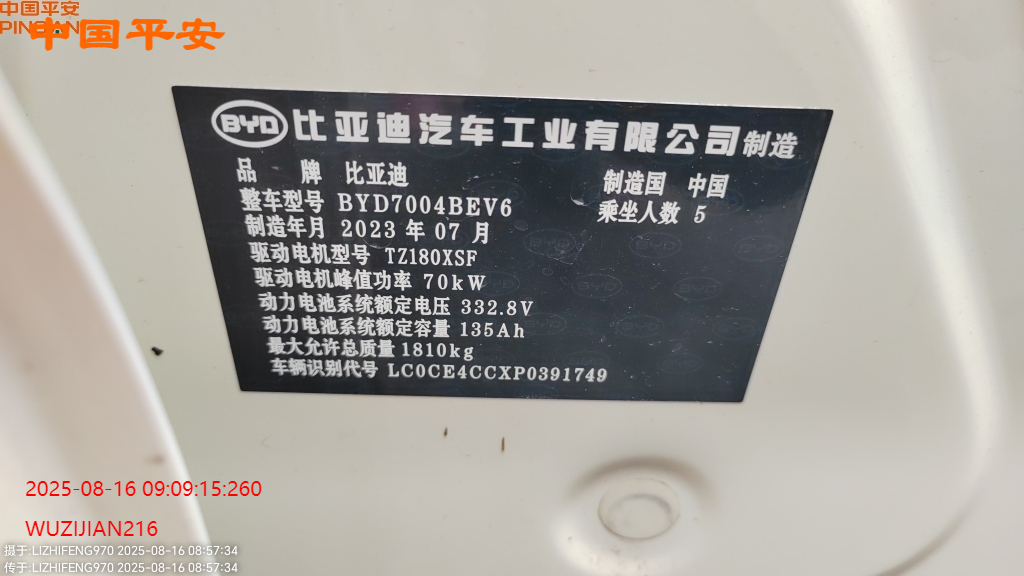 中国平安
PINGAN
中国平安
BYD 比亚迪汽车工业有限公司制造
品 牌 比亚迪
制造国 中国
整车型号 BYD7004BEV6
乘坐人数 5
制造年月 2023 年 07 月
驱动电机型号 TZ180XSF
驱动电机峰值功率 70kW
动力电池系统额定电压 332.8V
动力电池系统额定容量 135Ah
最大允许总质量 1810kg
车辆识别代号 LC0CE4CCXP0391749
2025-08-16 09:09:15:260
WUZIJIAN216
摄于:LIZHIFENG970 2025-08-16 08:57:34
传于:LIZHIFENG970 2025-08-16 08:57:34